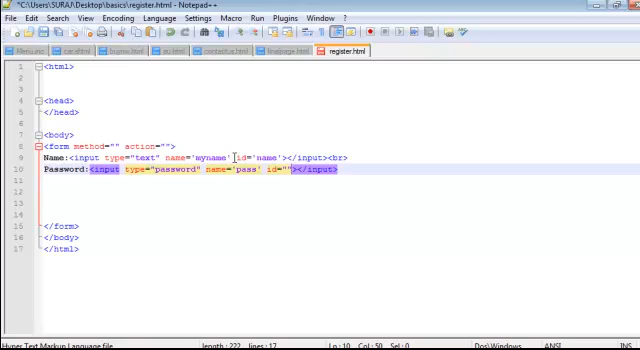 *C:\Users\SURAJ\Desktop\basics\register.html - Notepad++
File Edit Search View Encoding Language Settings Macro Run Plugins Window ?
register.html
1 <html>
2
3
4 <head>
5 </head>
6
7 <body>
8 <form method="" action="">
9 Name:<input type="text" name='myname' id='name'></input><br>
10 Password:<input type="password" name='pass' id=""></input>
11
12
13
14
15 </form>
16 </body>
17 </html>
Hyper Text Markup Language file length : 222 lines : 17 Ln : 10 Col : 50 Sel : 0 Dos\Windows ANSI INS